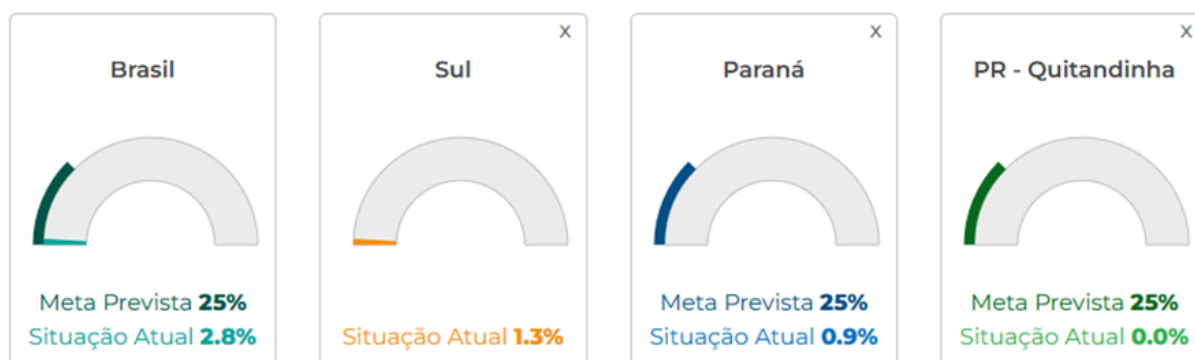 X
X
X
Brasil
Sul
Paraná
PR - Quitandinha
Meta Prevista 25%
Situação Atual 2.8%
Situação Atual 1.3%
Meta Prevista 25%
Situação Atual 0.9%
Meta Prevista 25%
Situação Atual 0.0%